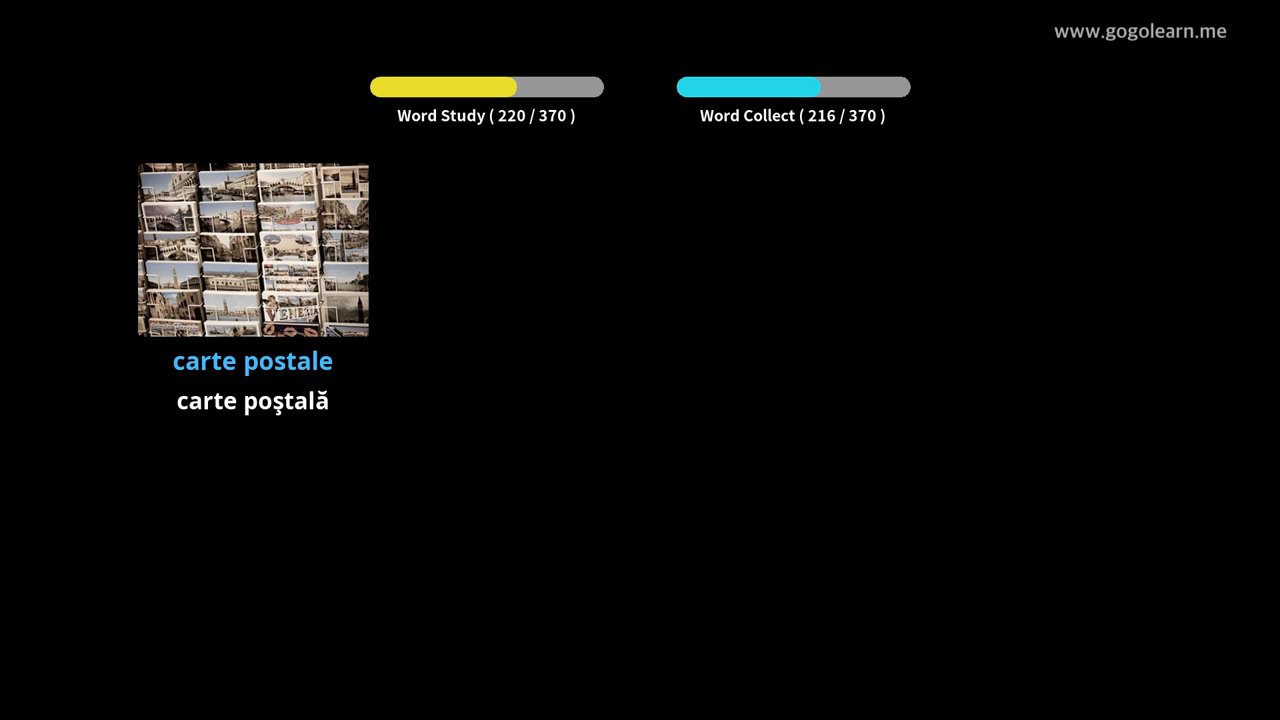 www.gogolearn.me
Word Study ( 220 / 370 )
Word Collect ( 216 / 370 )
carte postale
carte poştală